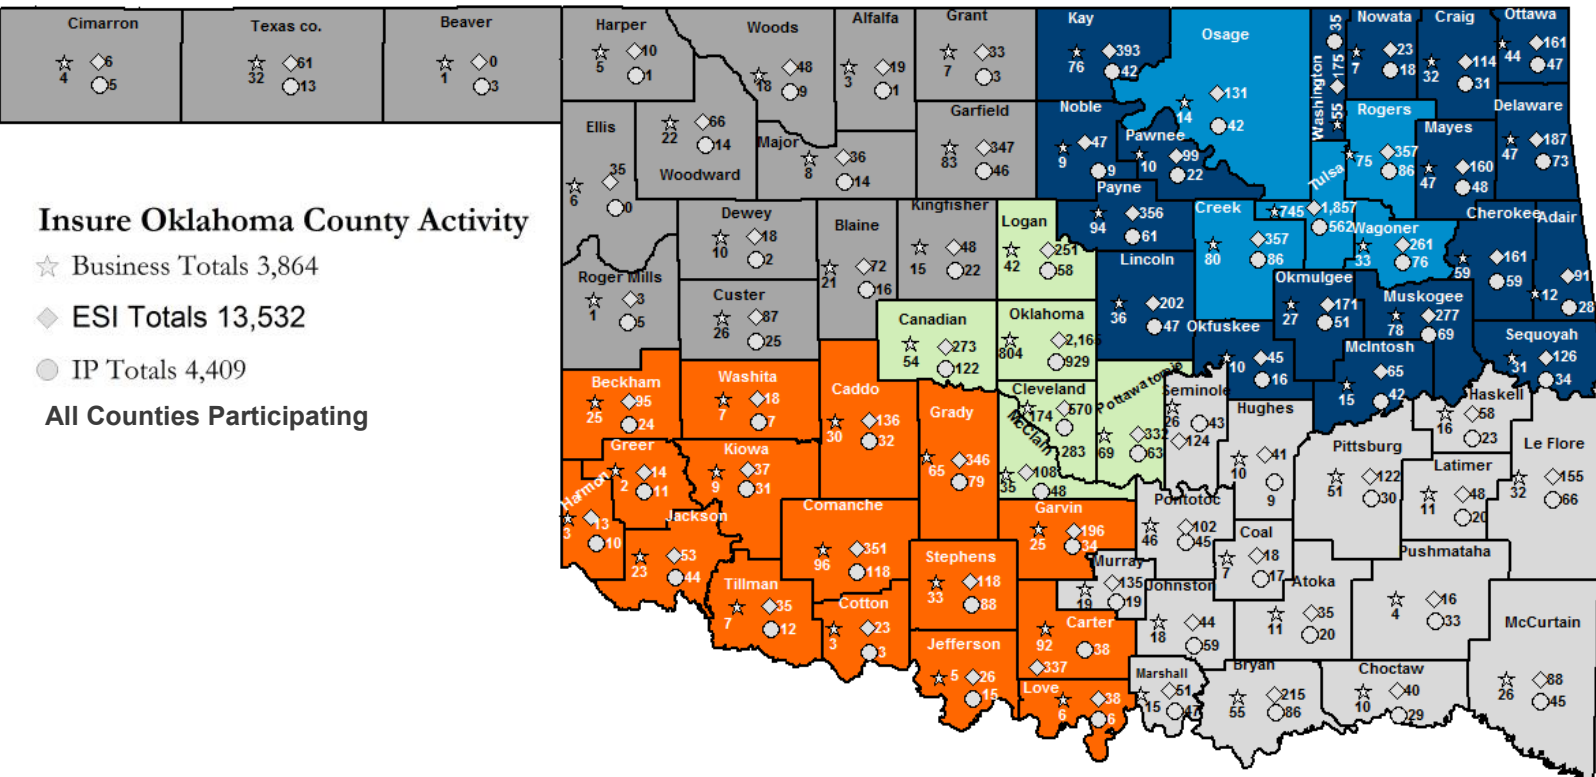 Insure Oklahoma County Activity
Business Totals 3,864
ESI Totals 13,532
IP Totals 4,409
All Counties Participating
Cimarron
4 6 5
Texas co.
32 61 13
Beaver
1 0 3
Harper
5 10 1
Woods
18 48 9
Alfalfa
3 19 1
Grant
7 33 3
Kay
76 393 42
Osage
14 131 42
Washington
55 175 35
Nowata
7 23 18
Craig
32 114 31
Ottawa
44 161 47
Ellis
6 35 0
Woodward
22 66 14
Major
8 36 14
Garfield
83 347 46
Noble
9 47 9
Pawnee
10 99 22
Rogers
75 357 86
Mayes
47 160 48
Delaware
47 187 73
Roger Mills
1 3 5
Dewey
10 18 2
Blaine
21 72 16
Kingfisher
15 48 22
Logan
42 251 58
Payne
94 356 61
Creek
80 357 86
Tulsa
745 1,857 562
Wagoner
33 261 76
Cherokee
59 161 59
Adair
12 91 28
Custer
26 87 25
Canadian
54 273 122
Oklahoma
804 2,165 929
Lincoln
36 202 47
Okmulgee
27 171 51
Muskogee
78 277 69
Okfuskee
10 45 16
McIntosh
15 65 42
Sequoyah
31 126 34
Beckham
25 95 24
Washita
7 18 7
Caddo
30 136 32
Grady
65 346 79
Cleveland
174 570 283
McClain
35 108 48
Pottawatomie
69 332 63
Seminole
26 43 124
Hughes
10 41 9
Haskell
16 58 23
Pittsburg
51 122 30
Latimer
11 48 20
Le Flore
32 155 66
Greer
2 14 11
Kiowa
9 37 31
Harmon
3 13 10
Jackson
23 53 44
Comanche
96 351 118
Tillman
7 35 12
Cotton
3 23 3
Stephens
33 118 88
Garvin
25 196 34
Pontotoc
46 102 45
Coal
7 18 17
Murray
19 135 19
Johnston
18 44 59
Atoka
11 35 20
Pushmataha
4 16 33
McCurtain
26 88 45
Jefferson
5 26 15
Carter
92 38 337
Love
6 38 6
Marshall
15 51 47
Bryan
55 215 86
Choctaw
10 40 29